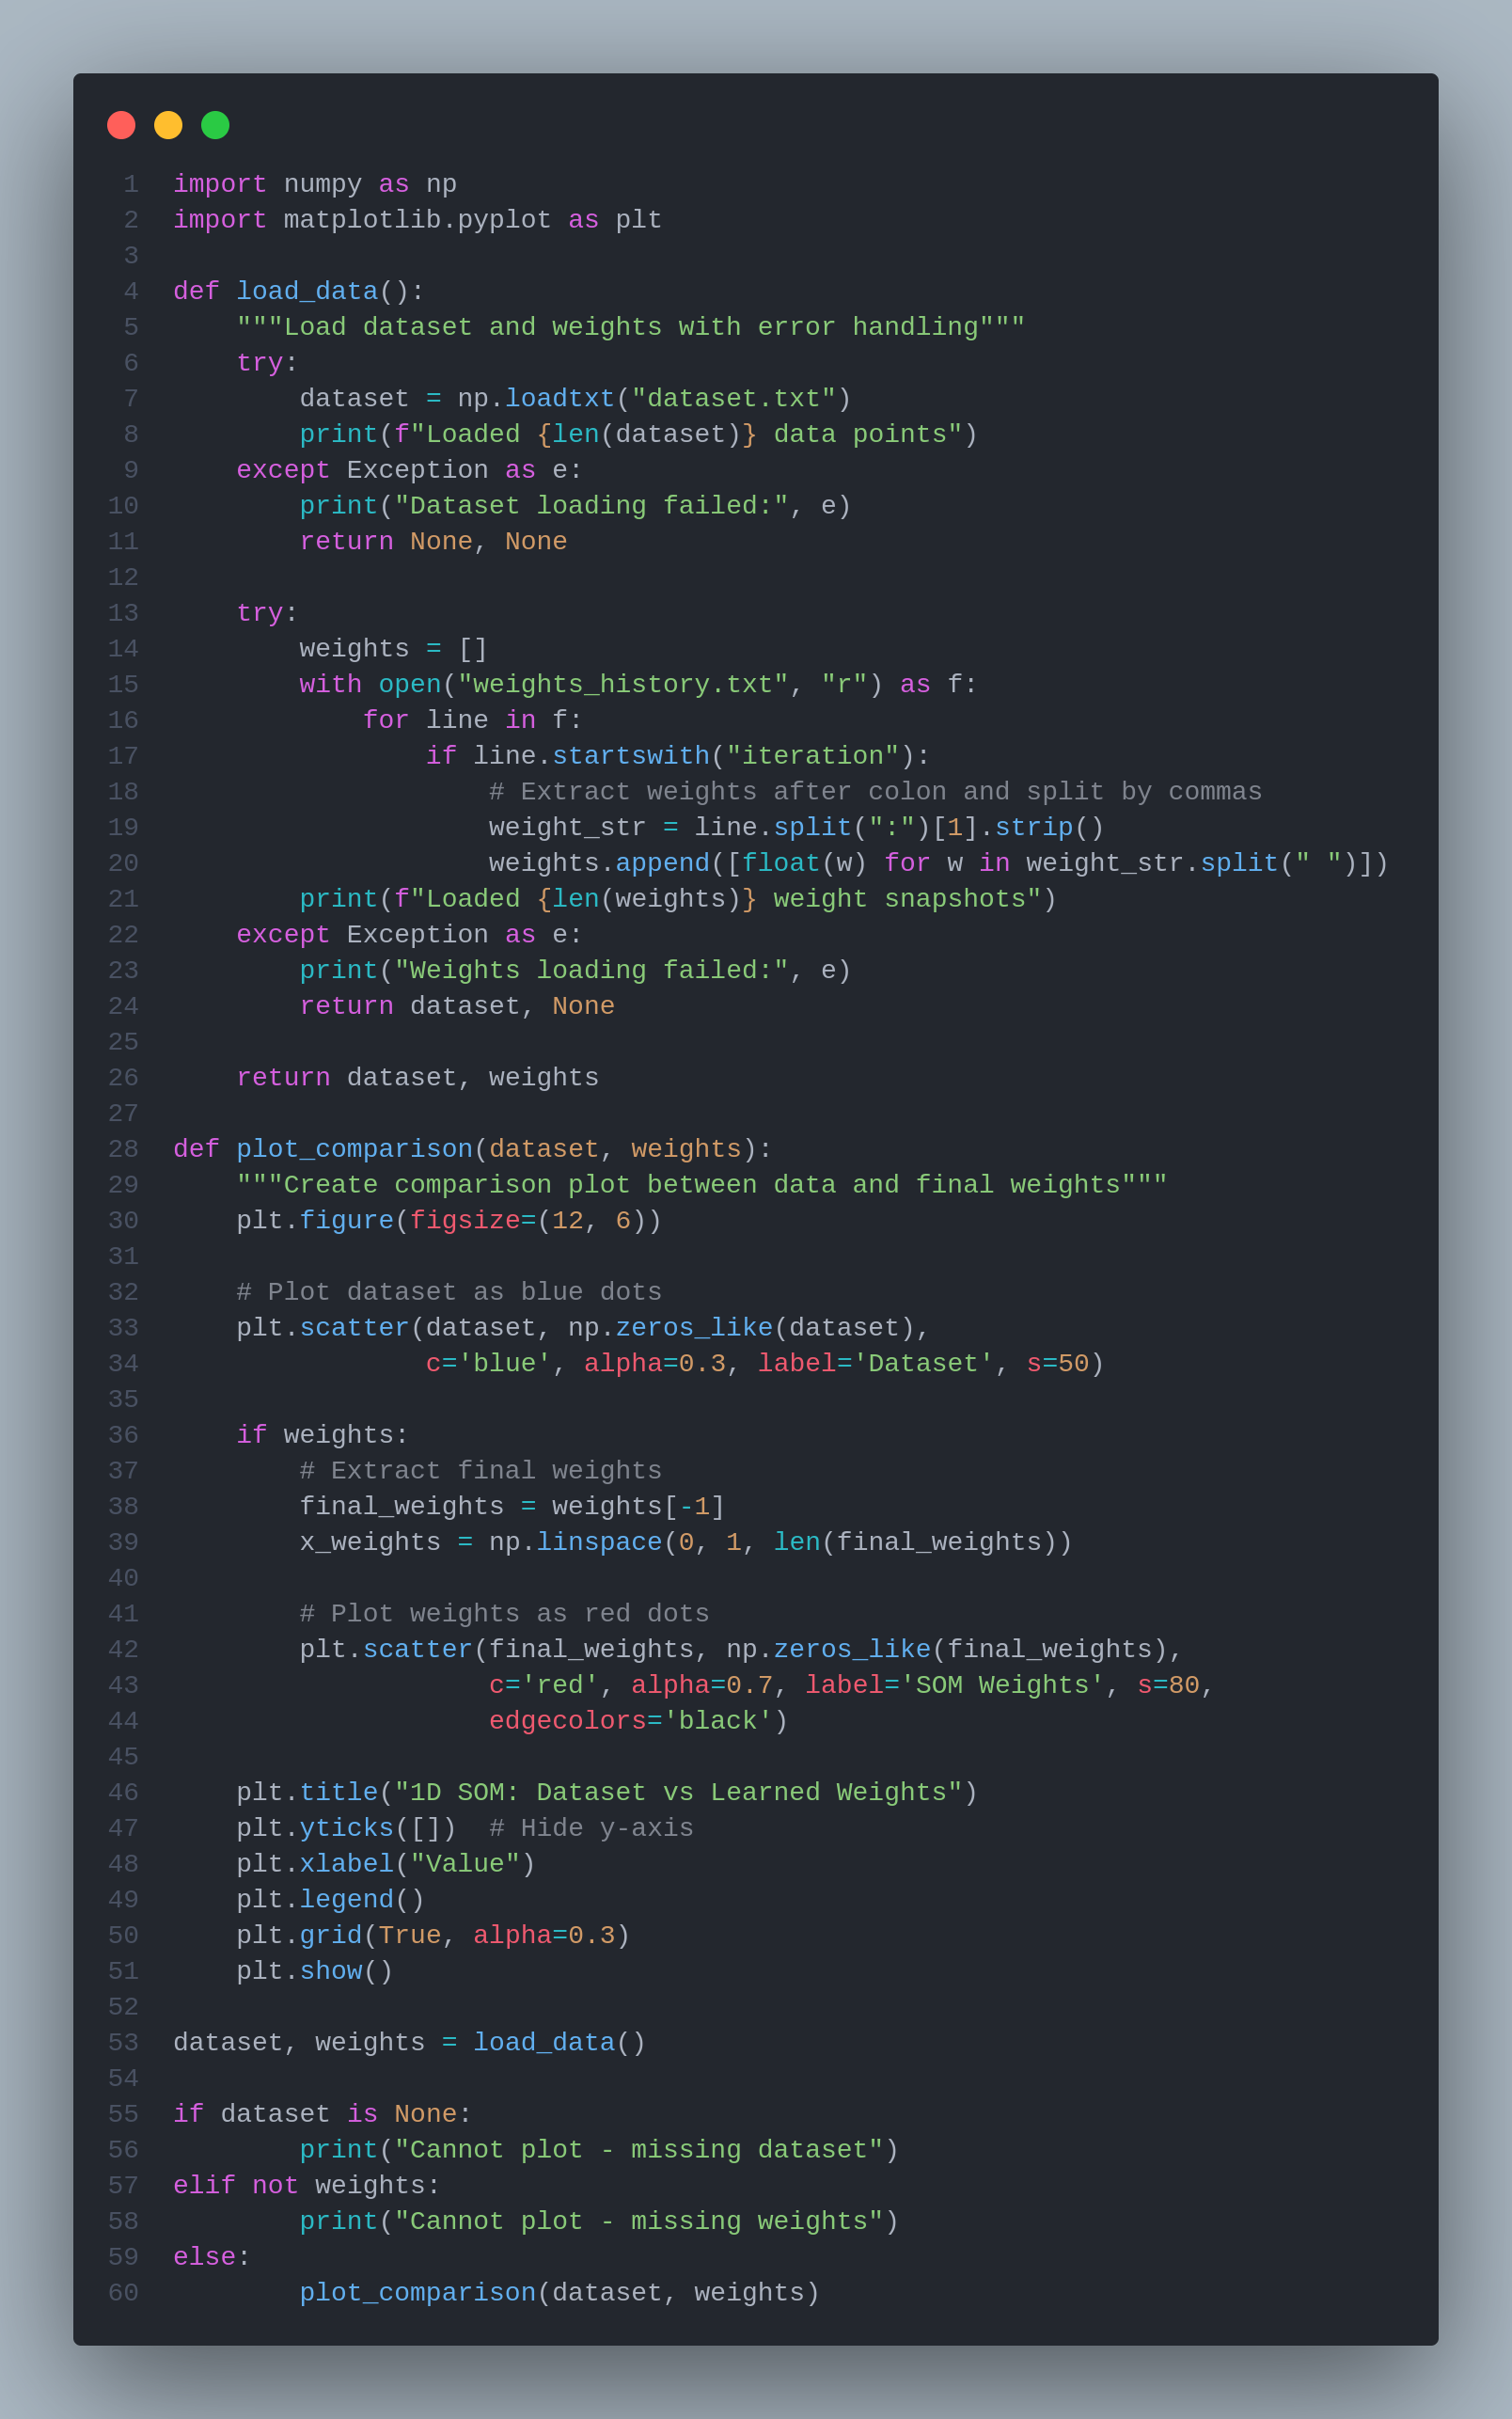 1 import numpy as np
2 import matplotlib.pyplot as plt
3
4 def load_data():
5     """Load dataset and weights with error handling"""
6     try:
7         dataset = np.loadtxt("dataset.txt")
8         print(f"Loaded {len(dataset)} data points")
9     except Exception as e:
10         print("Dataset loading failed:", e)
11         return None, None
12
13     try:
14         weights = []
15         with open("weights_history.txt", "r") as f:
16             for line in f:
17                 if line.startswith("iteration"):
18                     # Extract weights after colon and split by commas
19                     weight_str = line.split(":")[1].strip()
20                     weights.append([float(w) for w in weight_str.split(" ")])
21         print(f"Loaded {len(weights)} weight snapshots")
22     except Exception as e:
23         print("Weights loading failed:", e)
24         return dataset, None
25
26     return dataset, weights
27
28 def plot_comparison(dataset, weights):
29     """Create comparison plot between data and final weights"""
30     plt.figure(figsize=(12, 6))
31
32     # Plot dataset as blue dots
33     plt.scatter(dataset, np.zeros_like(dataset),
34                 c='blue', alpha=0.3, label='Dataset', s=50)
35
36     if weights:
37         # Extract final weights
38         final_weights = weights[-1]
39         x_weights = np.linspace(0, 1, len(final_weights))
40
41         # Plot weights as red dots
42         plt.scatter(final_weights, np.zeros_like(final_weights),
43                     c='red', alpha=0.7, label='SOM Weights', s=80,
44                     edgecolors='black')
45
46     plt.title("1D SOM: Dataset vs Learned Weights")
47     plt.yticks([])  # Hide y-axis
48     plt.xlabel("Value")
49     plt.legend()
50     plt.grid(True, alpha=0.3)
51     plt.show()
52
53 dataset, weights = load_data()
54
55 if dataset is None:
56         print("Cannot plot - missing dataset")
57 elif not weights:
58         print("Cannot plot - missing weights")
59 else:
60         plot_comparison(dataset, weights)